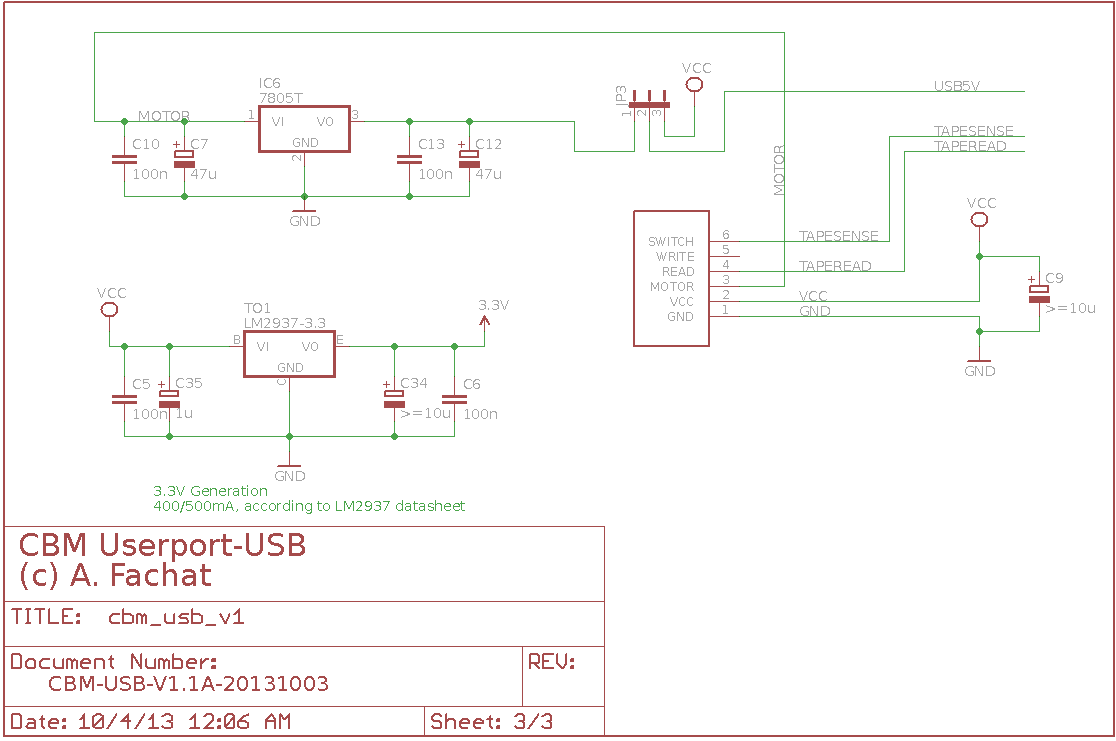 IC6
7805T
MOTOR
1
VI
VO
3
GND
2
C10
100n
+
C7
47u
C13
100n
+
C12
47u
GND
JP3
1
2
3
VCC
USB5V
TAPESENSE
TAPEREAD
MOTOR
SWITCH
6
TAPESENSE
WRITE
5
READ
4
TAPEREAD
MOTOR
3
VCC
2
VCC
GND
1
GND
VCC
+
C9
>=10u
GND
VCC
TO1
LM2937-3.3
B
VI
VO
E
GND
C
3.3V
C5
100n
+
C35
1u
+
C34
>=10u
C6
100n
GND
3.3V Generation
400/500mA, according to LM2937 datasheet
CBM Userport-USB
(c) A. Fachat
TITLE: cbm_usb_v1
Document Number:
CBM-USB-V1.1A-20131003
REV:
Date: 10/4/13 12:06 AM
Sheet: 3/3